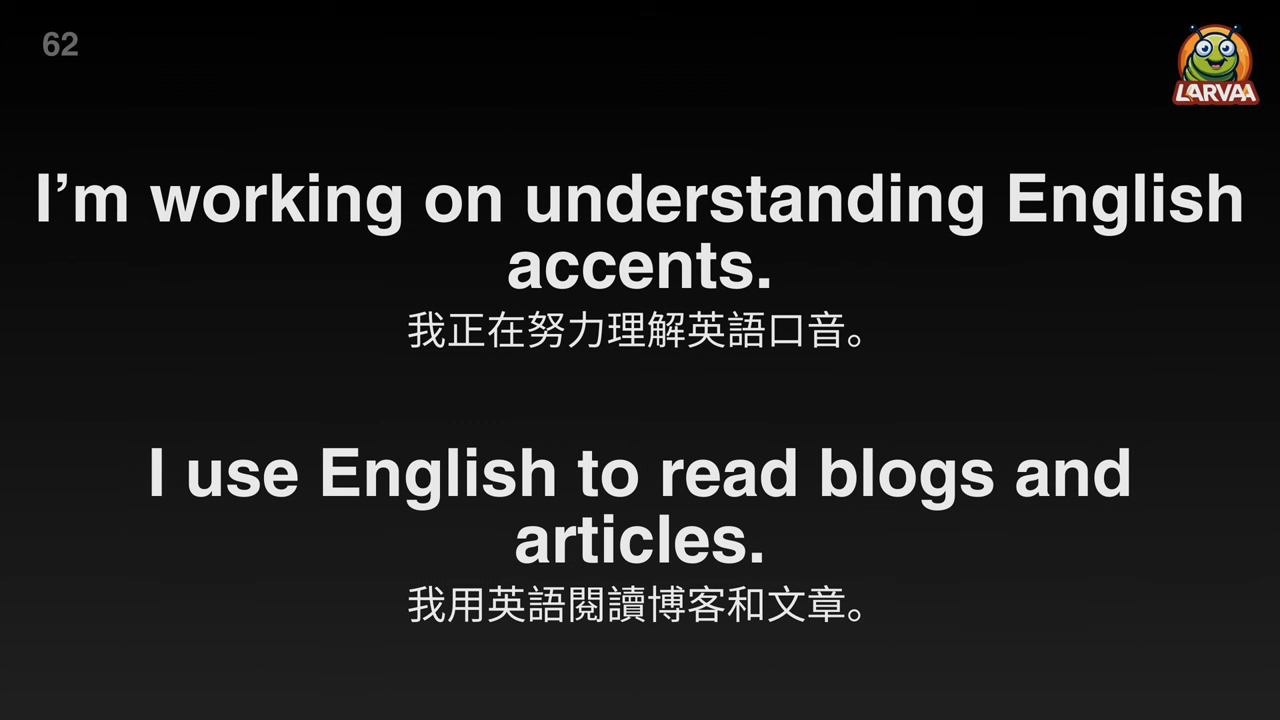 62
LARVAA
I’m working on understanding English
accents.
我正在努力理解英語口音。
I use English to read blogs and
articles.
我用英語閱讀博客和文章。